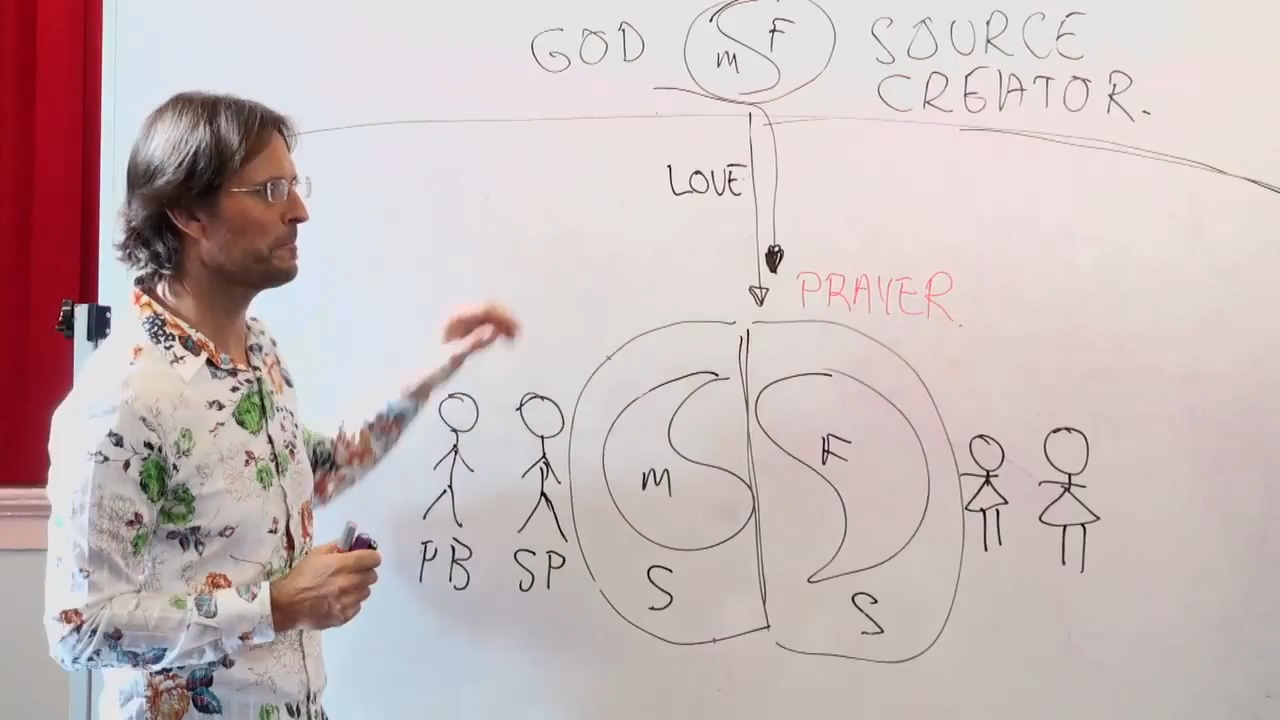 GOD
M F
SOURCE
CREATOR.
LOVE
PRAYER.
M
F
PB
SP
S
S